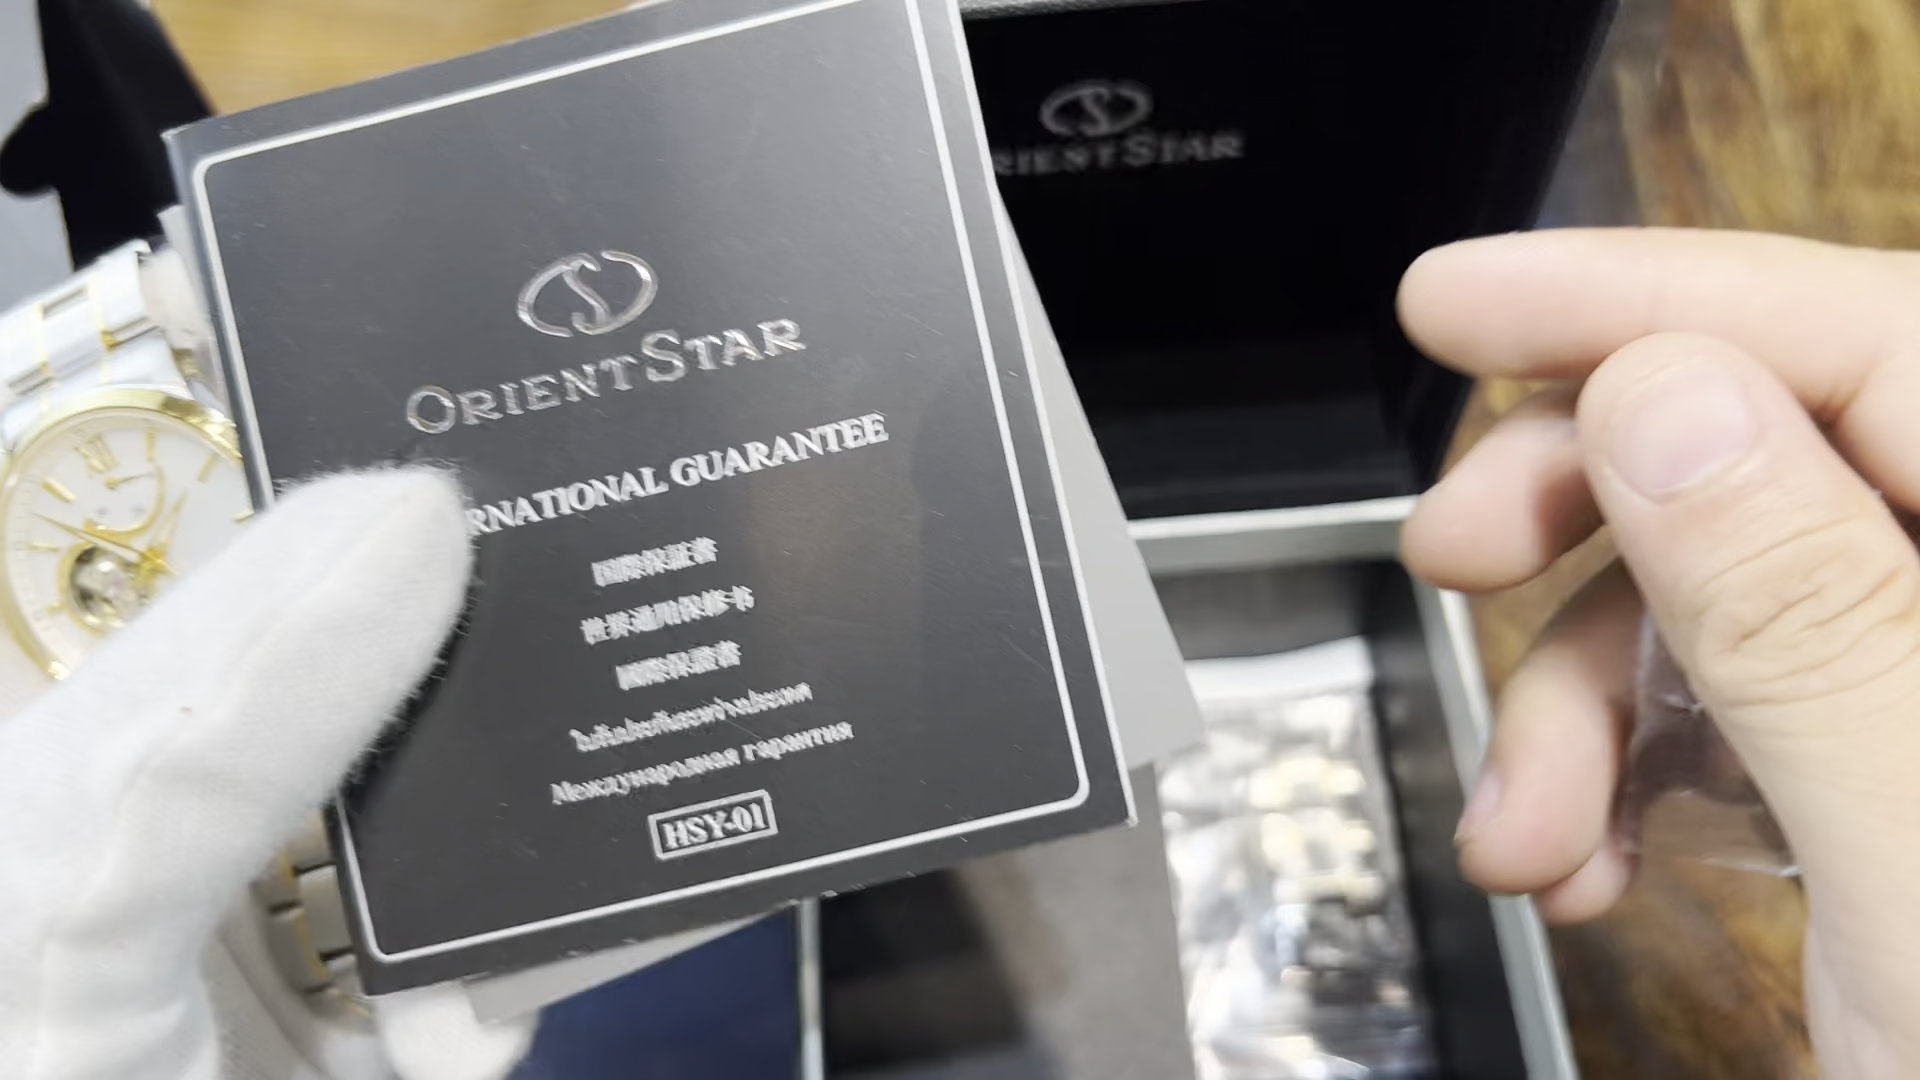 ORIENT STAR
RIENT STAR
RNATIONAL GUARANTEE
国際保証書
世界通用保修书
國際保證書
Международная гарантия
HSY-01